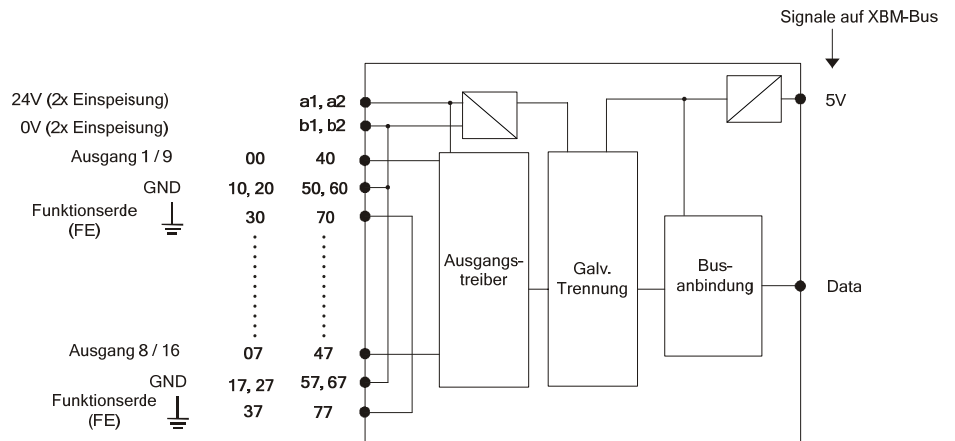 Signale auf XBM-Bus
24V (2x Einspeisung) a1, a2
5V
0V (2x Einspeisung) b1, b2
Ausgang 1 / 9 00 40
GND 10, 20 50, 60
Funktionserde
(FE)
30 70
Ausgangs-
treiber
Galv.
Trennung
Bus-
anbindung
Data
Ausgang 8 / 16 07 47
GND 17, 27 57, 67
Funktionserde
(FE)
37 77